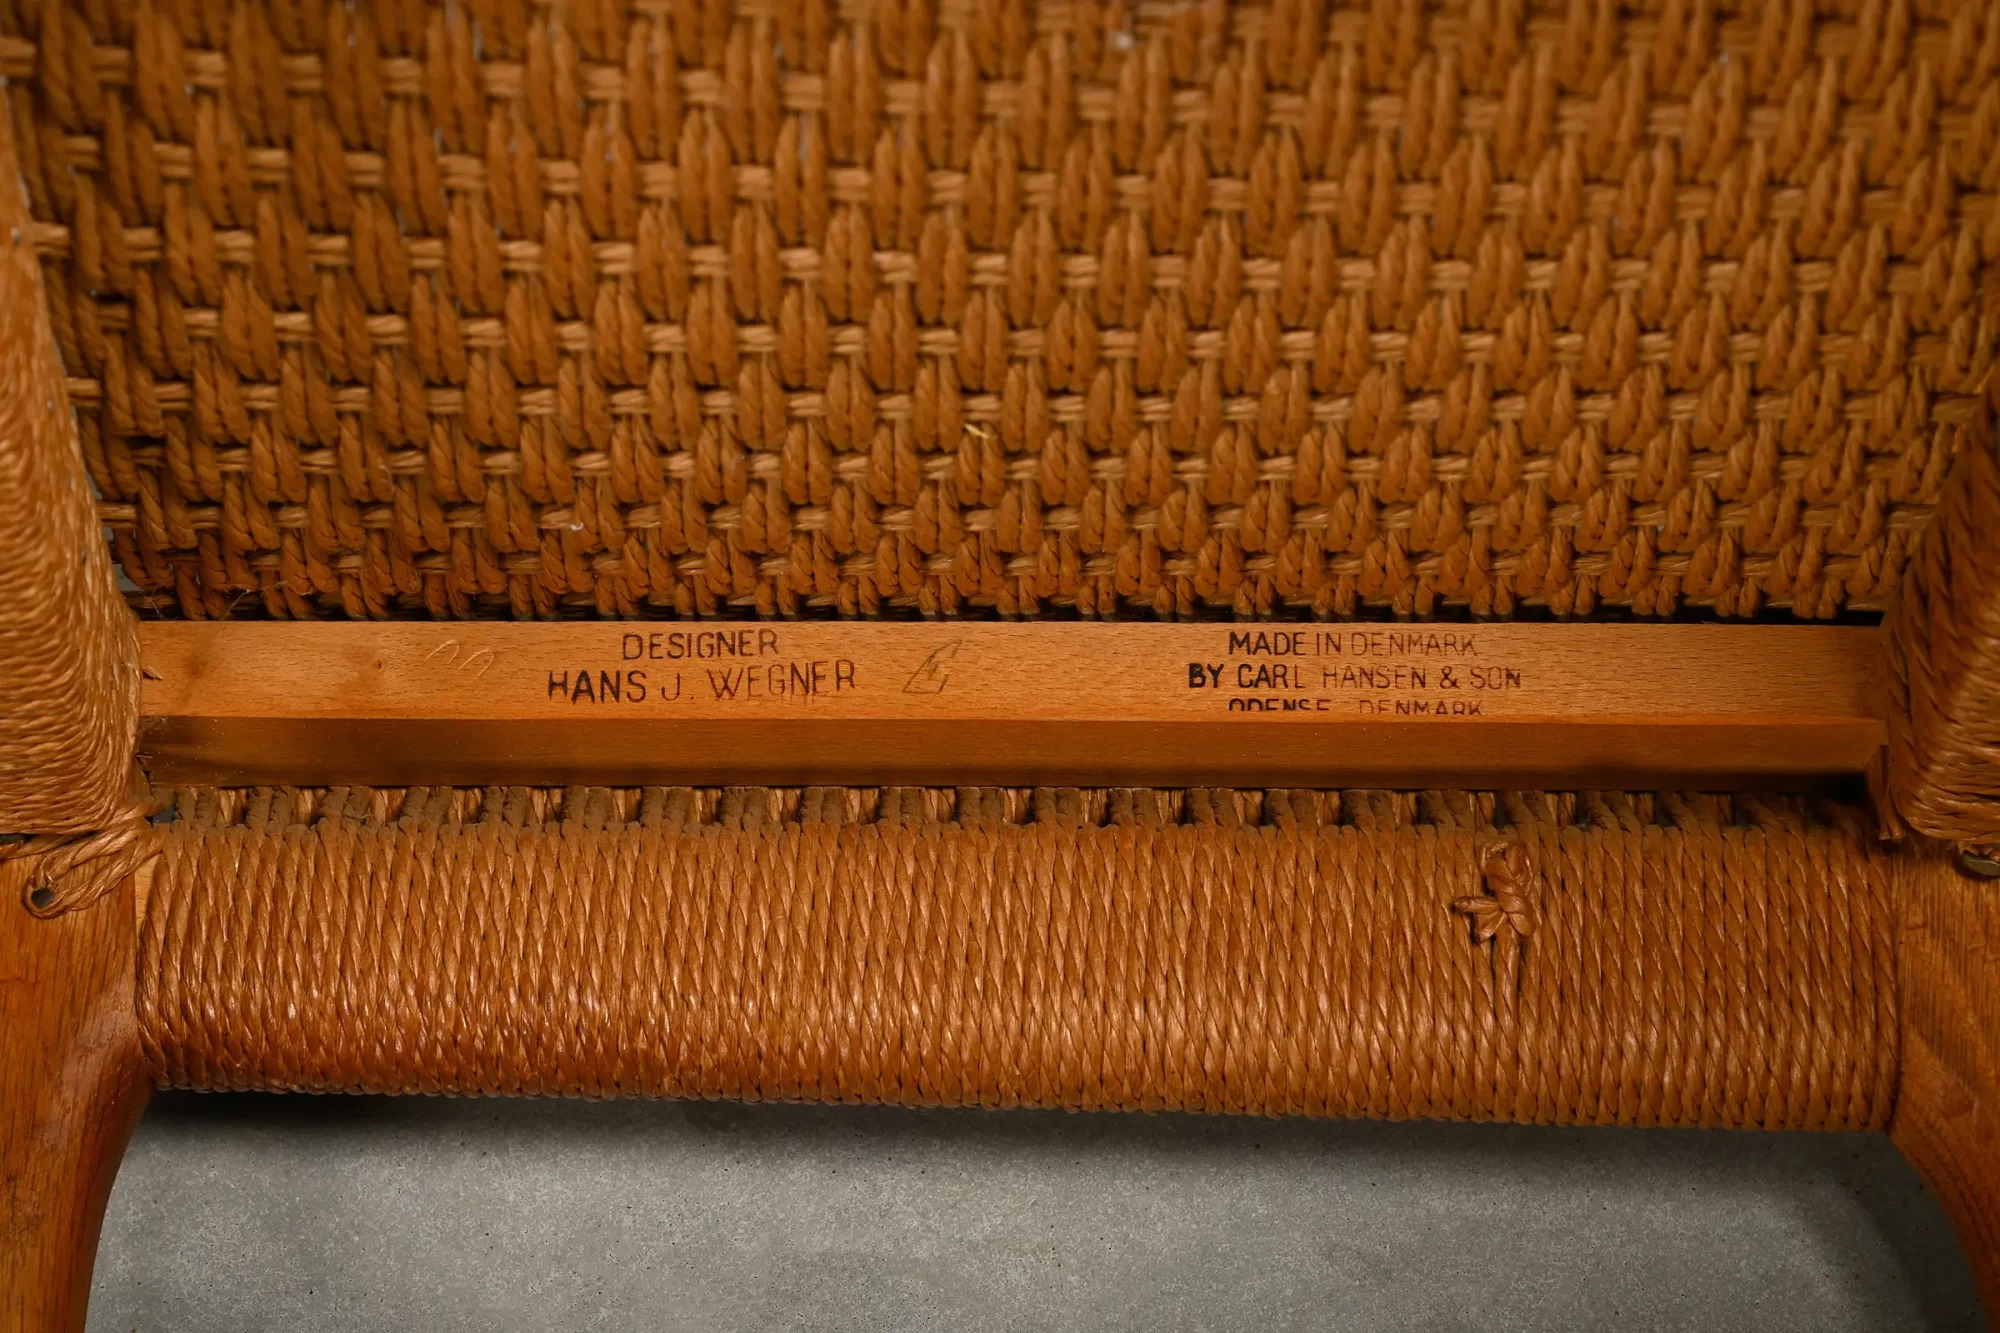 DESIGNER
HANS J. WEGNER
MADE IN DENMARK
BY CARL HANSEN & SON
ODENSE DENMARK